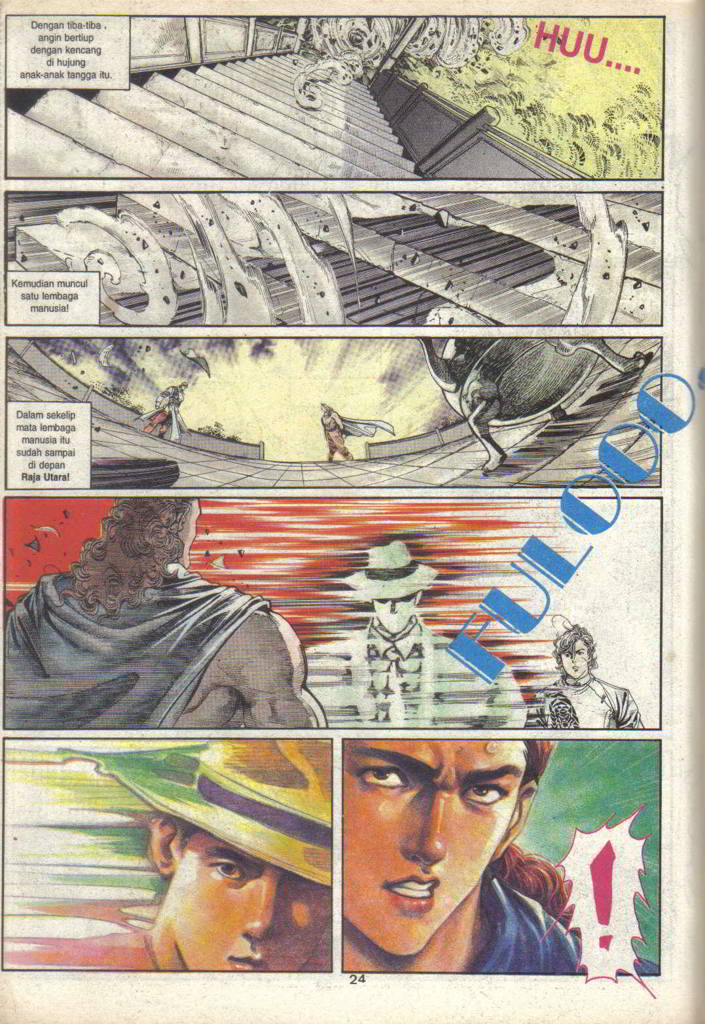 Dengan tiba-tiba ,
angin bertiup
dengan kencang
di hujung
anak-anak tangga itu.
HUU....
Kemudian muncul
satu lembaga
manusia!
Dalam sekelip
mata lembaga
manusia itu
sudah sampai
di depan
Raja Utara!
FULOOO
!
24